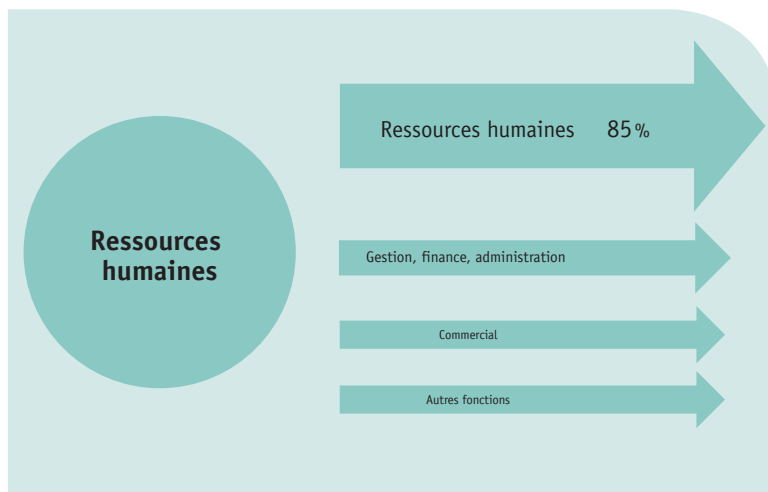 Ressources
humaines
Ressources humaines 85%
Gestion, finance, administration
Commercial
Autres fonctions